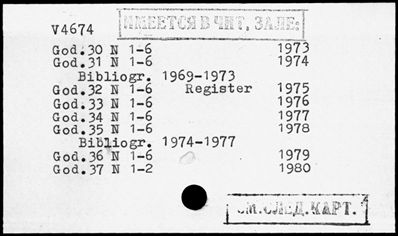 ИМЕЕТСЯ В ЧИТ. ЗАЛЕ:
V4674
God.30 N 1-6 1973
God.31 N 1-6 1974
Bibliogr. 1969-1973
God.32 N 1-6 Register 1975
God.33 N 1-6 1976
God.34 N 1-6 1977
God.35 N 1-6 1978
Bibliogr. 1974-1977
God.36 N 1-6 1979
God.37 N 1-2 1980
СМ. СЛЕД. КАРТ.